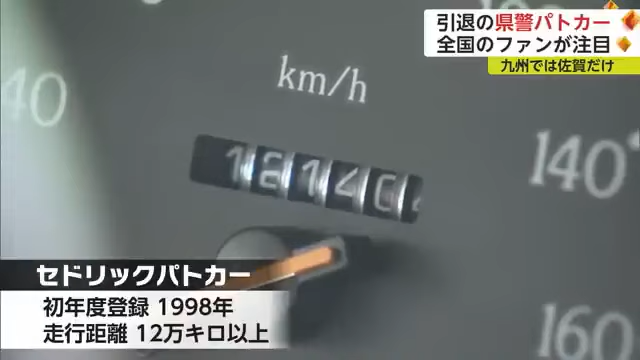 引退の県警パトカー
全国のファンが注目
九州では佐賀だけ
km/h
40
140
160
セドリックパトカー
初年度登録 1998年
走行距離 12万キロ以上